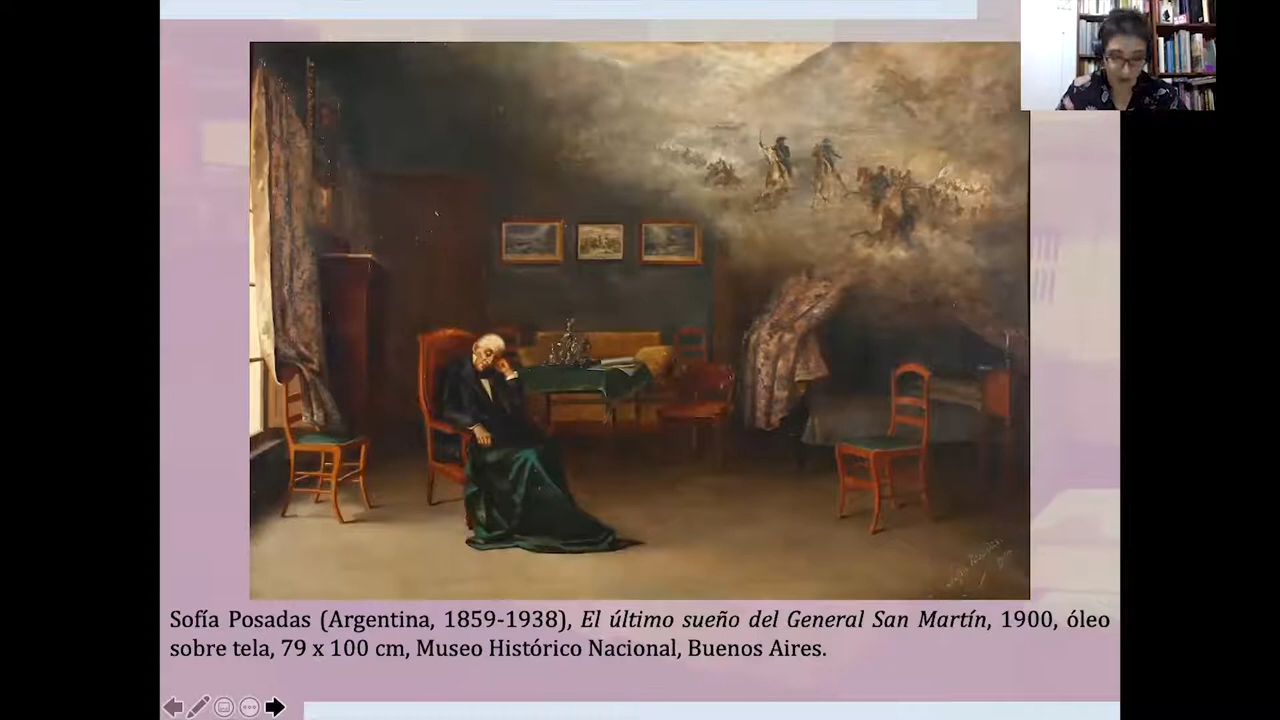 Sofía Posadas (Argentina, 1859-1938), El último sueño del General San Martín, 1900, óleo
sobre tela, 79 x 100 cm, Museo Histórico Nacional, Buenos Aires.